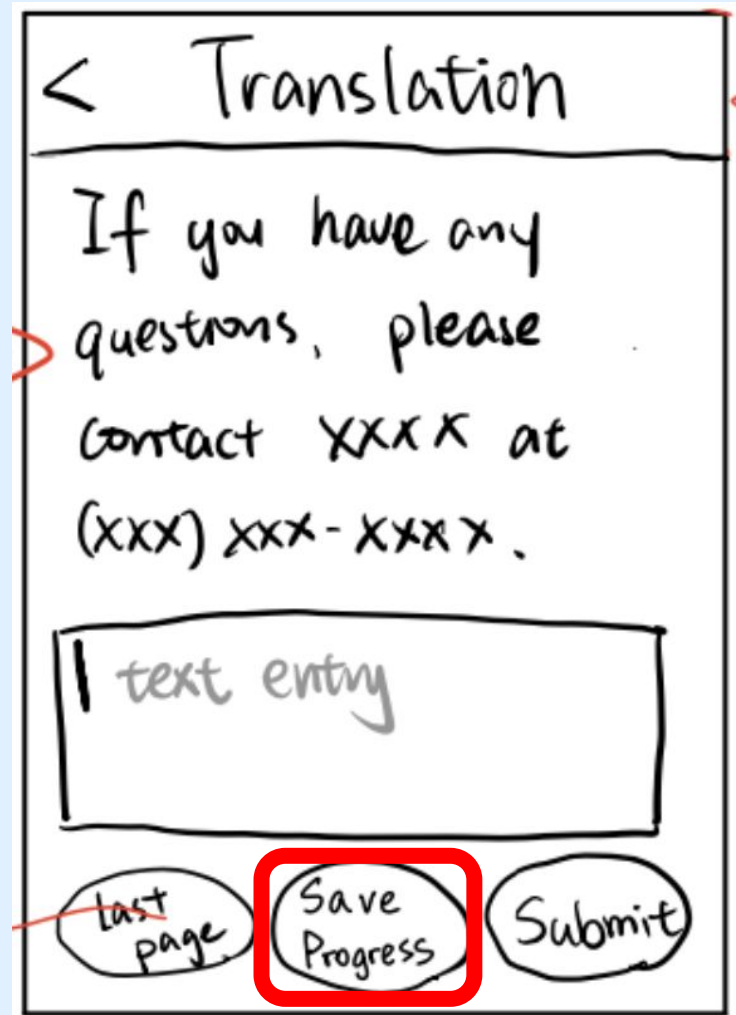 < Translation
If you have any
questions, please
contact xxxx at
(xxx) xxx-xxxx.
text entry
Last
page
Save
Progress
Submit